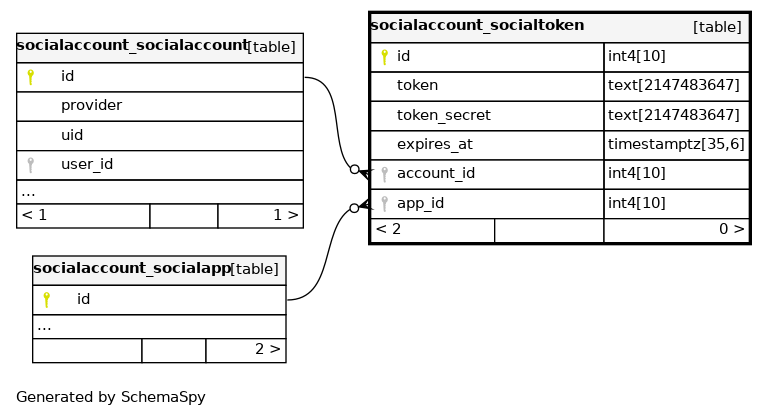 socialaccount_socialaccount [table]
id
provider
uid
user_id
...
< 1 1 >
socialaccount_socialtoken [table]
id int4[10]
token text[2147483647]
token_secret text[2147483647]
expires_at timestamptz[35,6]
account_id int4[10]
app_id int4[10]
< 2 0 >
socialaccount_socialapp [table]
id
...
2 >
Generated by SchemaSpy